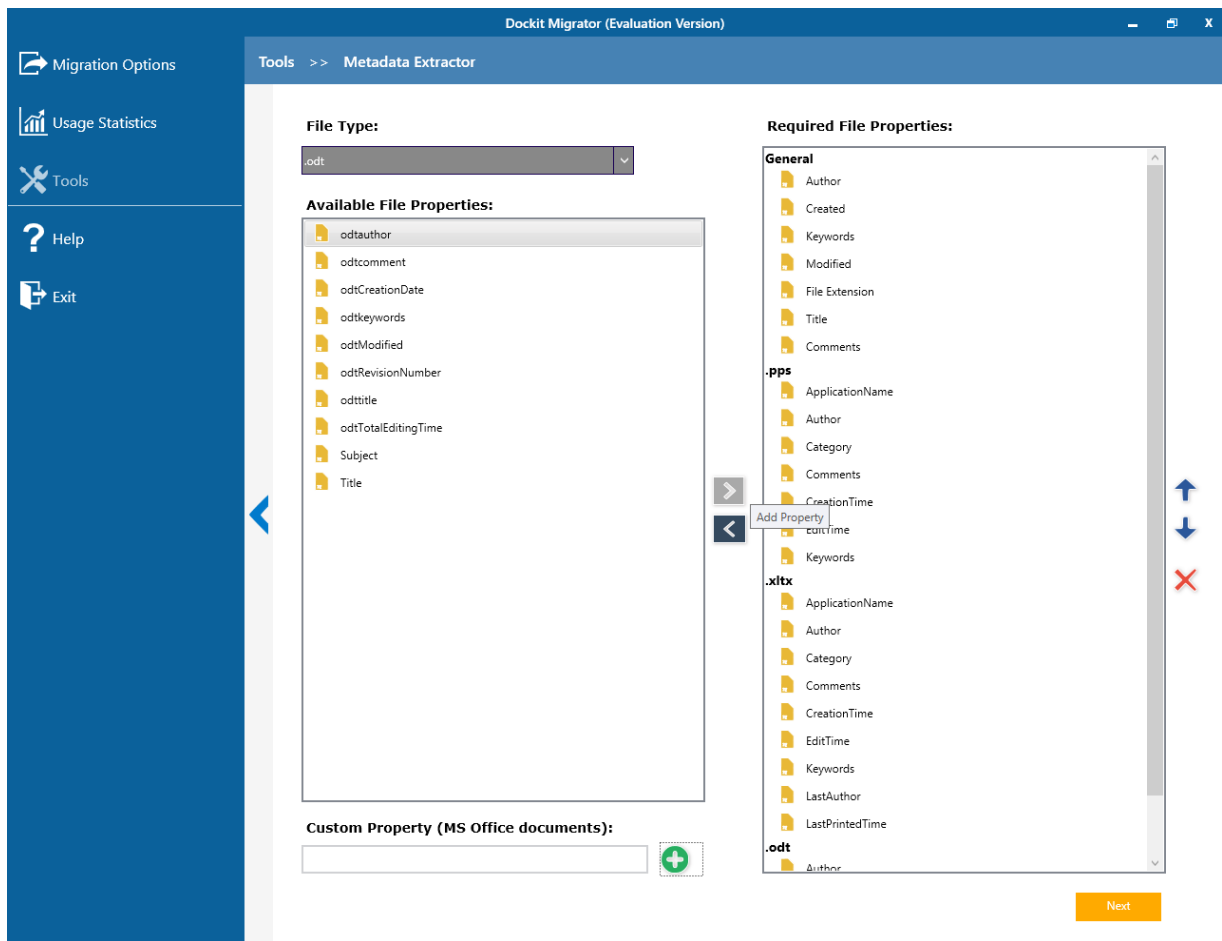 Dockit Migrator (Evaluation Version)
X
Migration Options
Usage Statistics
Tools
Help
Exit
Tools >> Metadata Extractor
File Type:
.odt
Available File Properties:
odtauthor
odtcomment
odtCreationDate
odtkeywords
odtModified
odtRevisionNumber
odttitle
odtTotalEditingTime
Subject
Title
Custom Property (MS Office documents):
Add Property
Required File Properties:
General
Author
Created
Keywords
Modified
File Extension
Title
Comments
.pps
ApplicationName
Author
Category
Comments
CreationTime
EditTime
Keywords
.xltx
ApplicationName
Author
Category
Comments
CreationTime
EditTime
Keywords
LastAuthor
LastPrintedTime
.odt
Author
Next